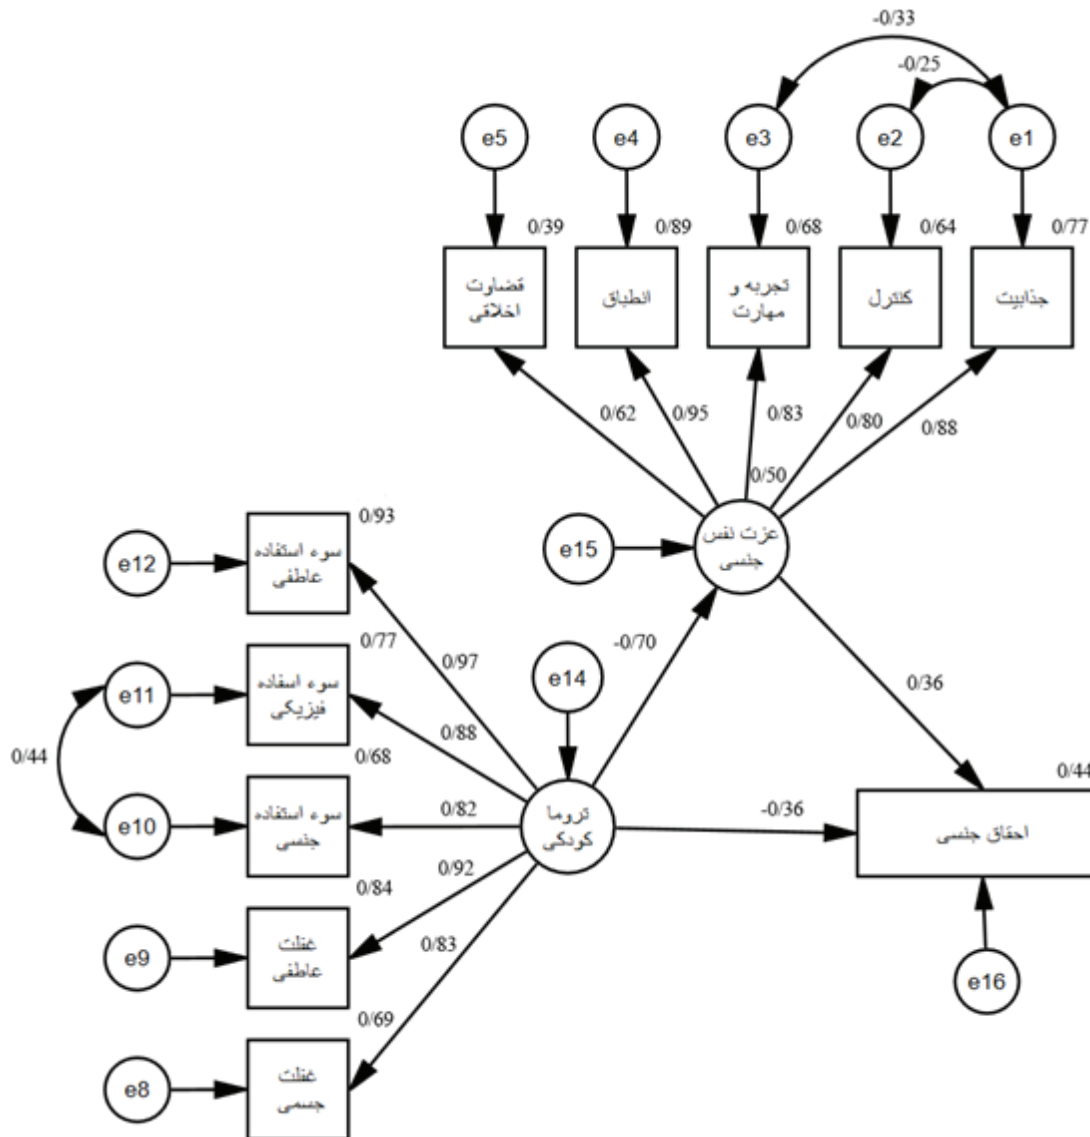 -0/33
-0/25
e5
e4
e3
e2
e1
0/39
0/89
0/68
0/64
0/77
قضاوت
اخلاقی
انطباق
تجربه و
مهارت
کنترل
جذابیت
0/62
0/95
0/83
0/80
0/88
0/50
عزت نفس
جنسی
e15
0/93
e12
سوء استفاده
عاطفی
0/77
0/97
-0/70
e14
e11
سوء اسفاده
فیزیکی
0/36
0/88
0/44
0/68
0/44
e10
سوء استفاده
جنسی
0/82
تروما
کودکی
-0/36
احقاق جنسی
0/92
0/84
e9
غفلت
عاطفی
0/83
e16
0/69
e8
غفلت
جسمی